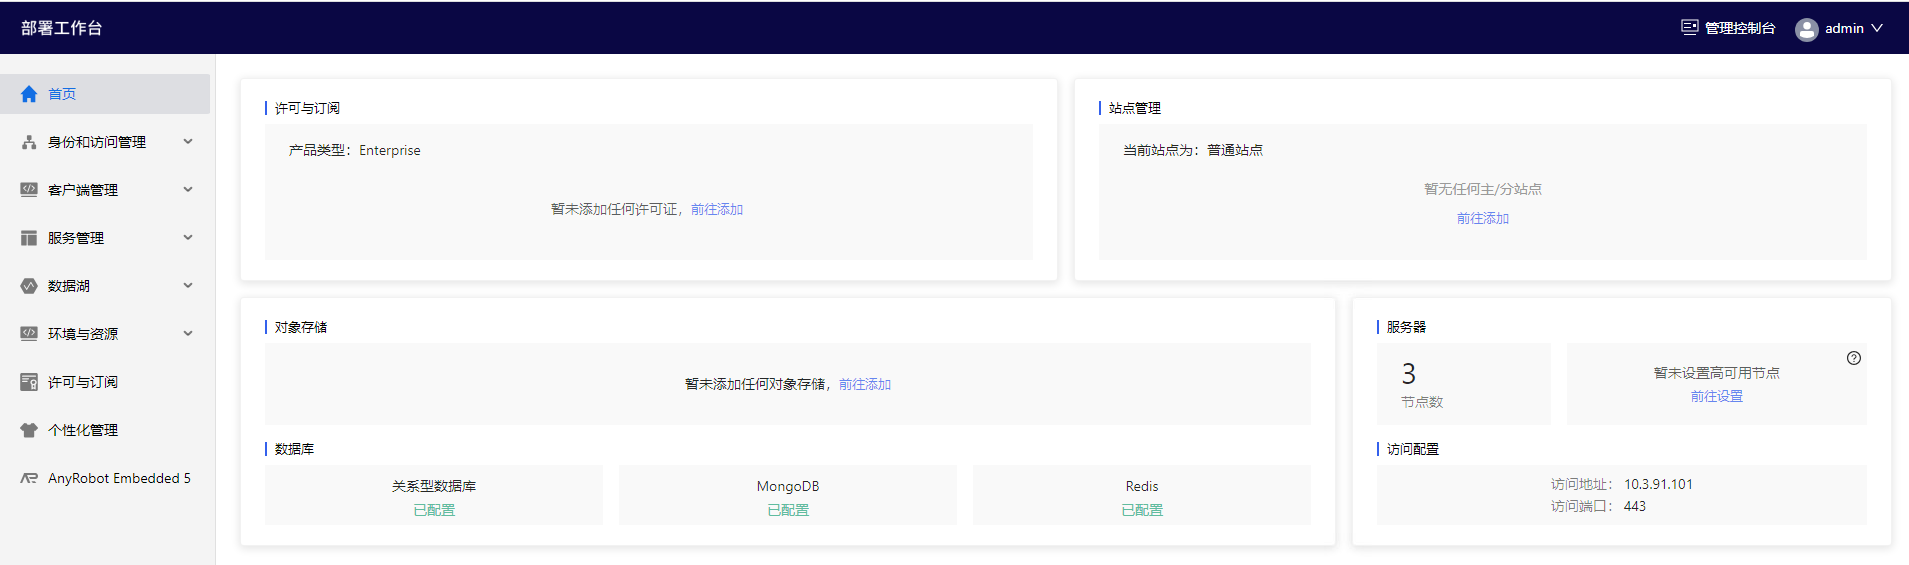 部署工作台
管理控制台
admin
首页
身份和访问管理
客户端管理
服务管理
数据湖
环境与资源
许可与订阅
个性化管理
AnyRobot Embedded 5
许可与订阅
产品类型：Enterprise
暂未添加任何许可证，前往添加
站点管理
当前站点为：普通站点
暂无任何主/分站点
前往添加
对象存储
暂未添加任何对象存储，前往添加
数据库
关系型数据库
已配置
MongoDB
已配置
Redis
已配置
服务器
3
节点数
暂未设置高可用节点
前往设置
访问配置
访问地址： 10.3.91.101
访问端口： 443